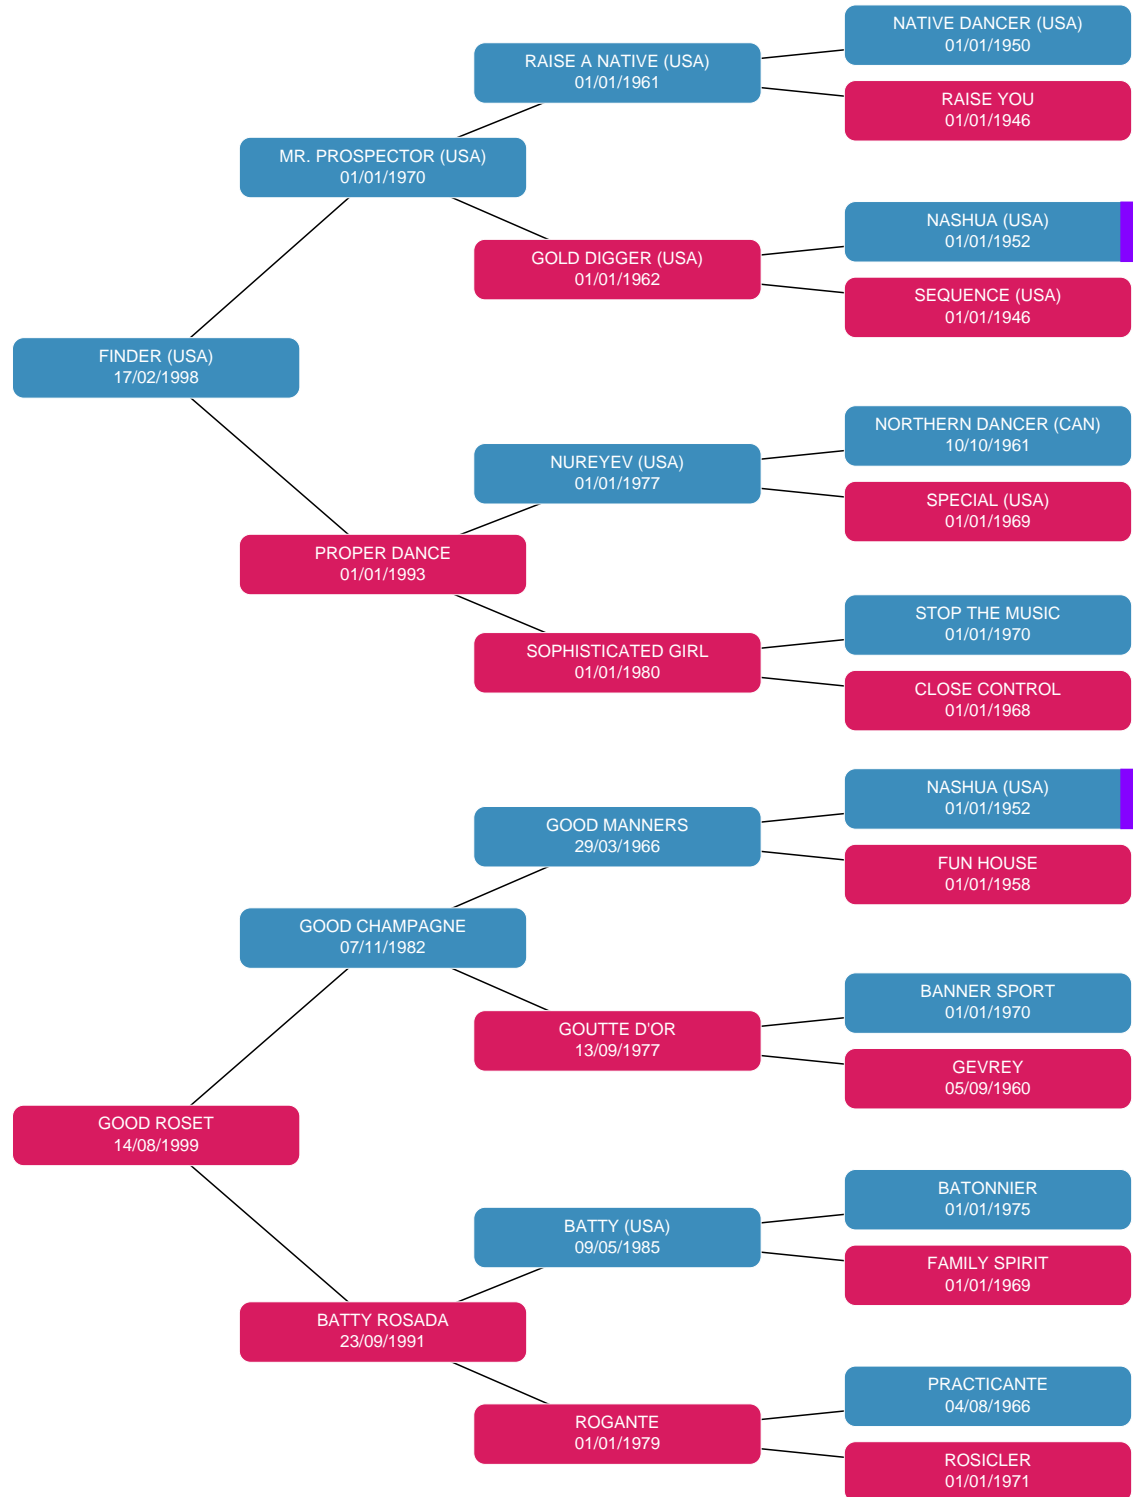 NATIVE DANCER (USA)
01/01/1950
RAISE A NATIVE (USA)
01/01/1961
RAISE YOU
01/01/1946
MR. PROSPECTOR (USA)
01/01/1970
NASHUA (USA)
01/01/1952
GOLD DIGGER (USA)
01/01/1962
SEQUENCE (USA)
01/01/1946
FINDER (USA)
17/02/1998
NORTHERN DANCER (CAN)
10/10/1961
NUREYEV (USA)
01/01/1977
SPECIAL (USA)
01/01/1969
PROPER DANCE
01/01/1993
STOP THE MUSIC
01/01/1970
SOPHISTICATED GIRL
01/01/1980
CLOSE CONTROL
01/01/1968
NASHUA (USA)
01/01/1952
GOOD MANNERS
29/03/1966
FUN HOUSE
01/01/1958
GOOD CHAMPAGNE
07/11/1982
BANNER SPORT
01/01/1970
GOUTTE D'OR
13/09/1977
GEVREY
05/09/1960
GOOD ROSET
14/08/1999
BATONNIER
01/01/1975
BATTY (USA)
09/05/1985
FAMILY SPIRIT
01/01/1969
BATTY ROSADA
23/09/1991
PRACTICANTE
04/08/1966
ROGANTE
01/01/1979
ROSICLER
01/01/1971